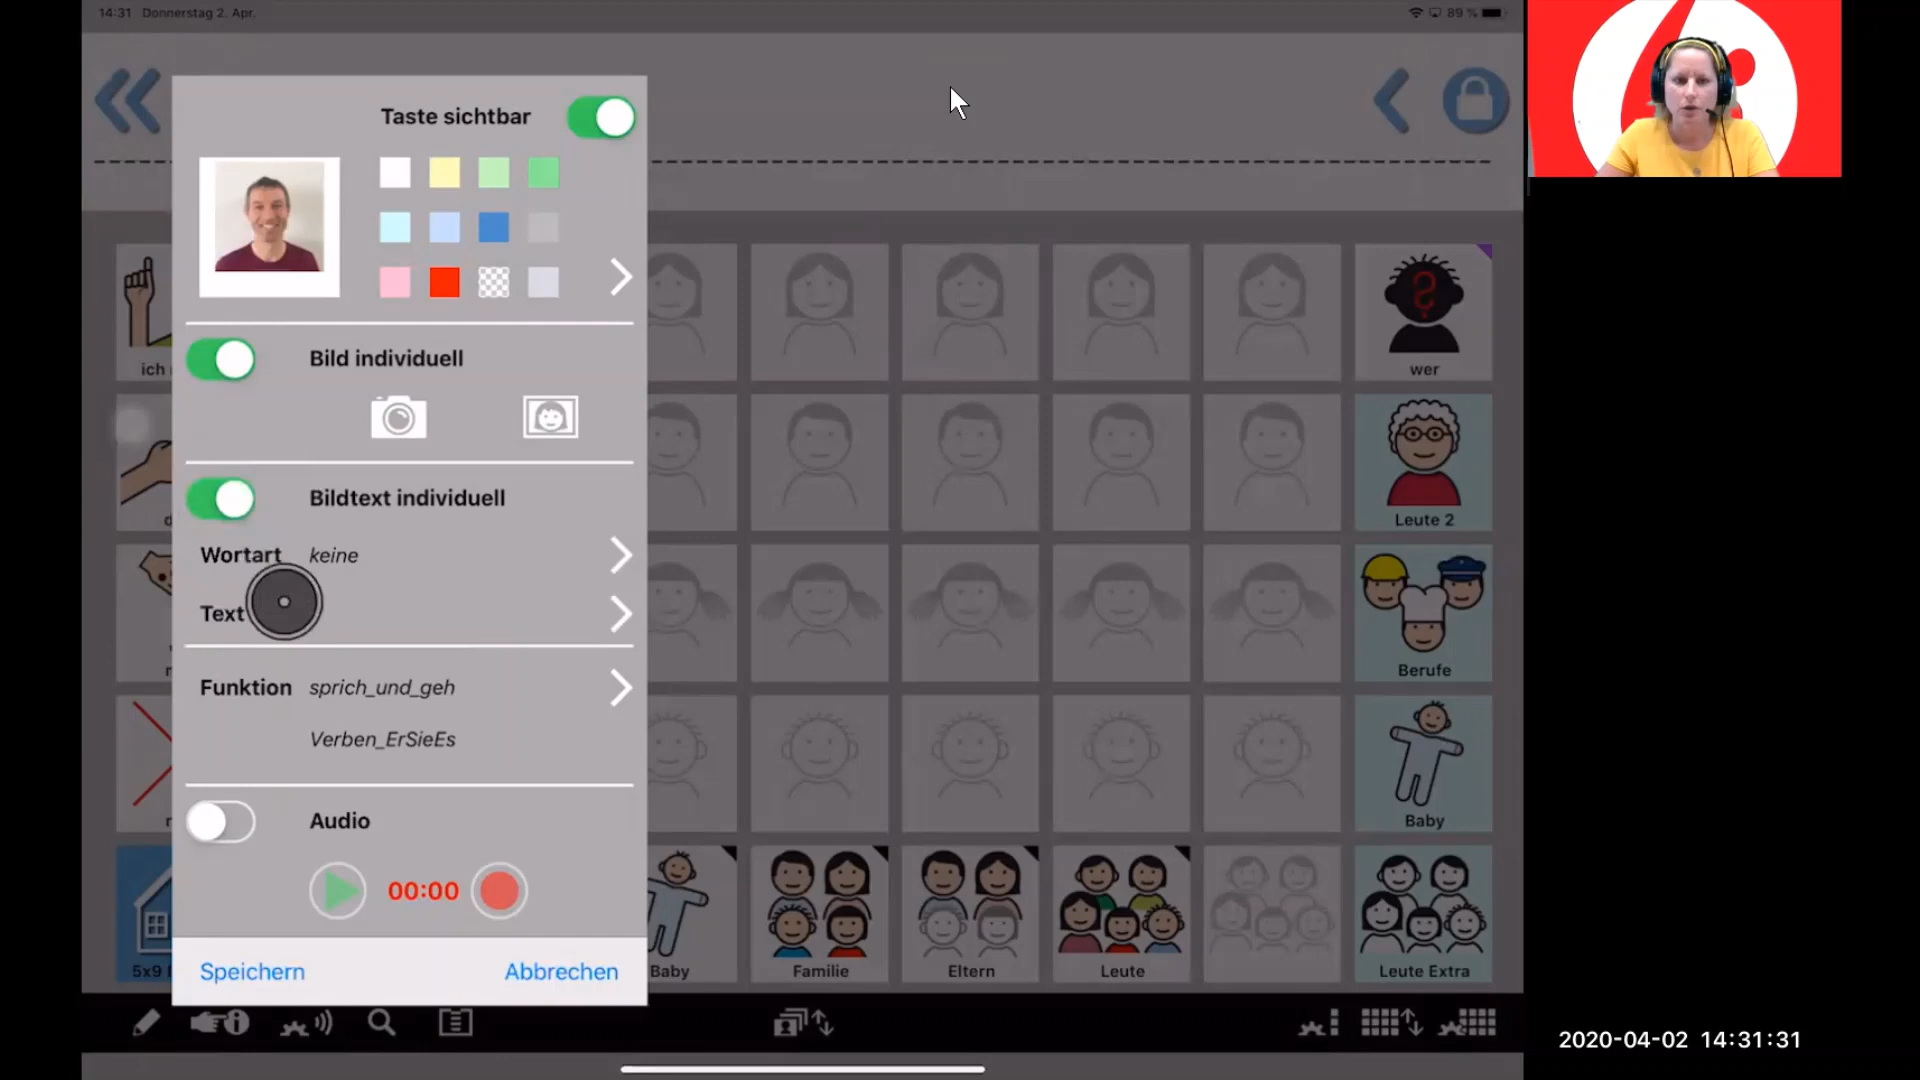 14:31 Donnerstag 2. Apr.
89 %
Taste sichtbar
Bild individuell
Bildtext individuell
Wortart keine
Text
Funktion sprich_und_geh
Verben_ErSieEs
Audio
00:00
Speichern Abbrechen
ich
wer
Leute 2
Berufe
Baby
5x9
Baby
Familie
Eltern
Leute
Leute Extra
2020-04-02 14:31:31